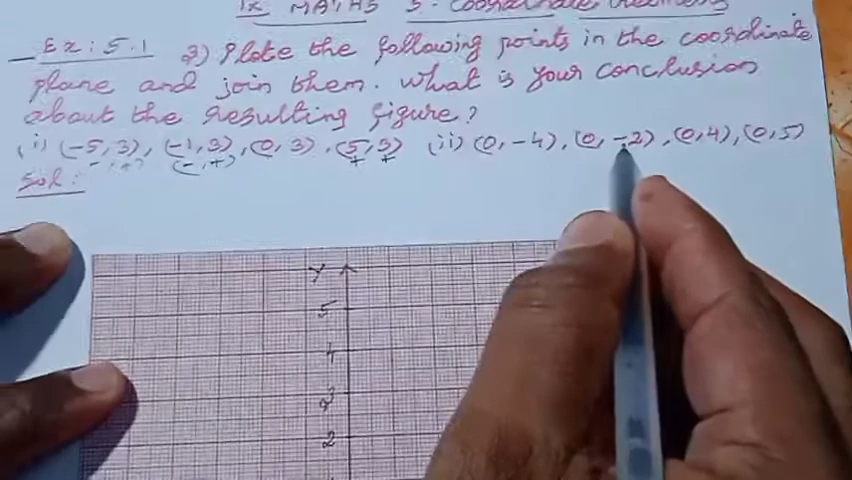 IX MATHS 5. Coordinate Geometry
Ex: 5.1 3) Plote the following points in the coordinate
plane and join them. What is your conclusion
about the resulting figure?
(i) (-5, 3), (-1, 3), (0, 3), (5, 3) (ii) (0, -4), (0, -2), (0, 4), (0, 5)
-, + -, + + +
Sol:
Y
5
4
3
2